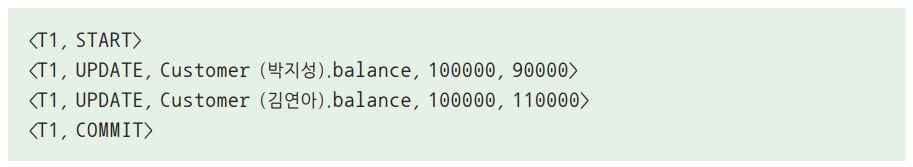 <T1, START>
<T1, UPDATE, Customer (박지성).balance, 100000, 90000>
<T1, UPDATE, Customer (김연아).balance, 100000, 110000>
<T1, COMMIT>